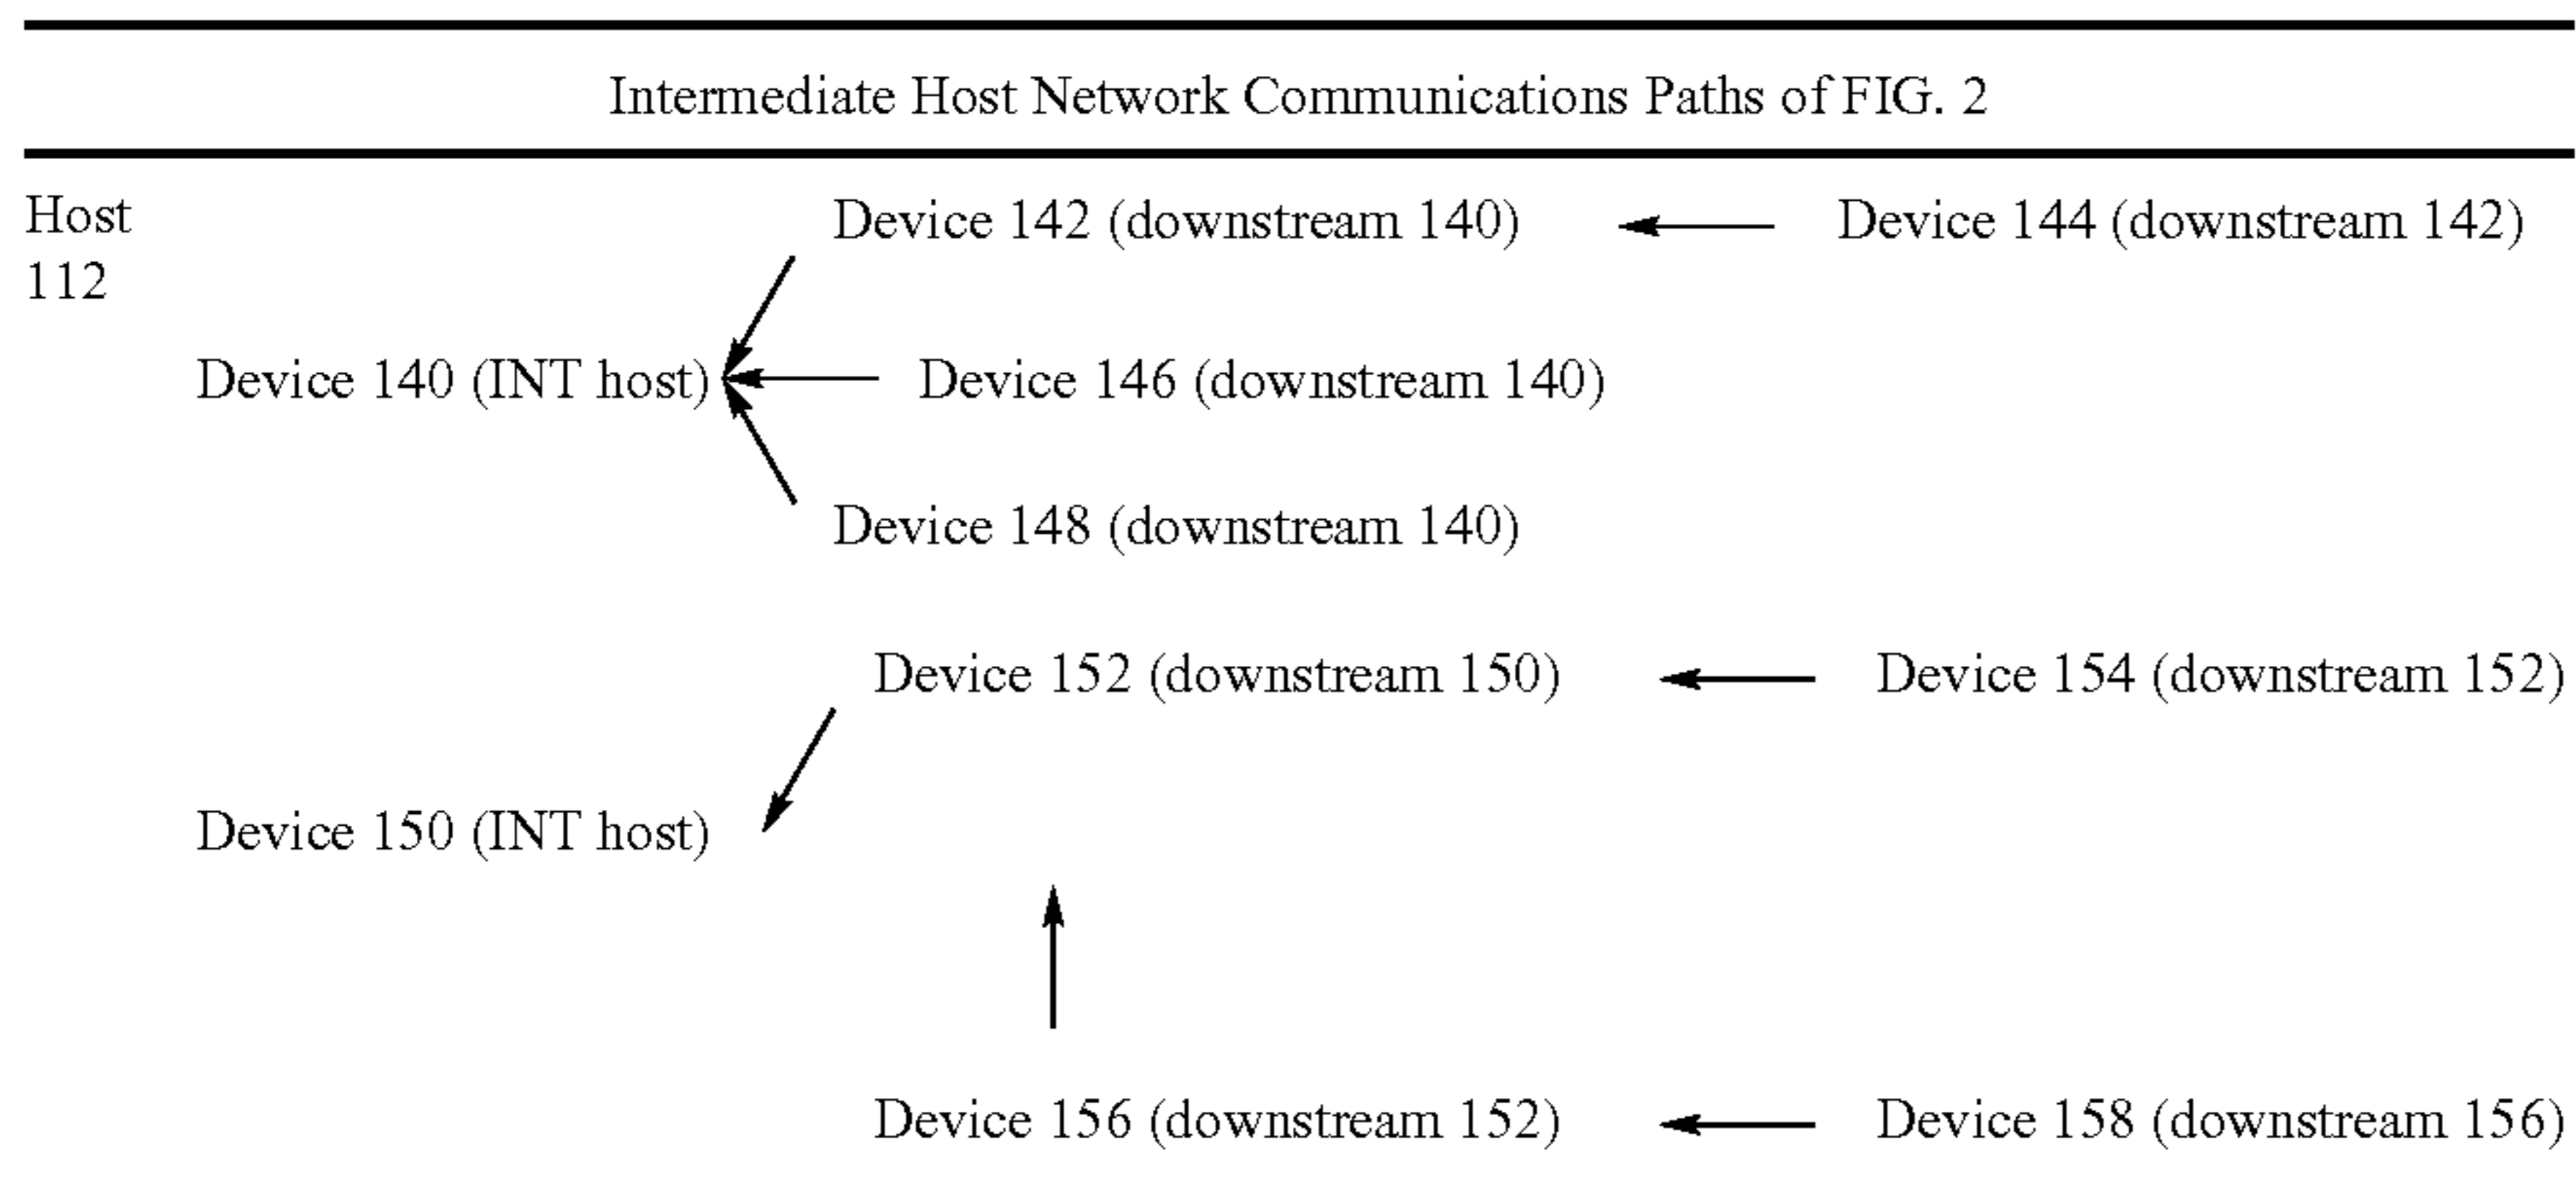 Intermediate Host Network Communications Paths of FIG. 2
Host
112
Device 142 (downstream 140)
Device 144 (downstream 142)
Device 140 (INT host)
Device 146 (downstream 140)
Device 148 (downstream 140)
Device 152 (downstream 150)
Device 154 (downstream 152)
Device 150 (INT host)
Device 156 (downstream 152)
Device 158 (downstream 156)